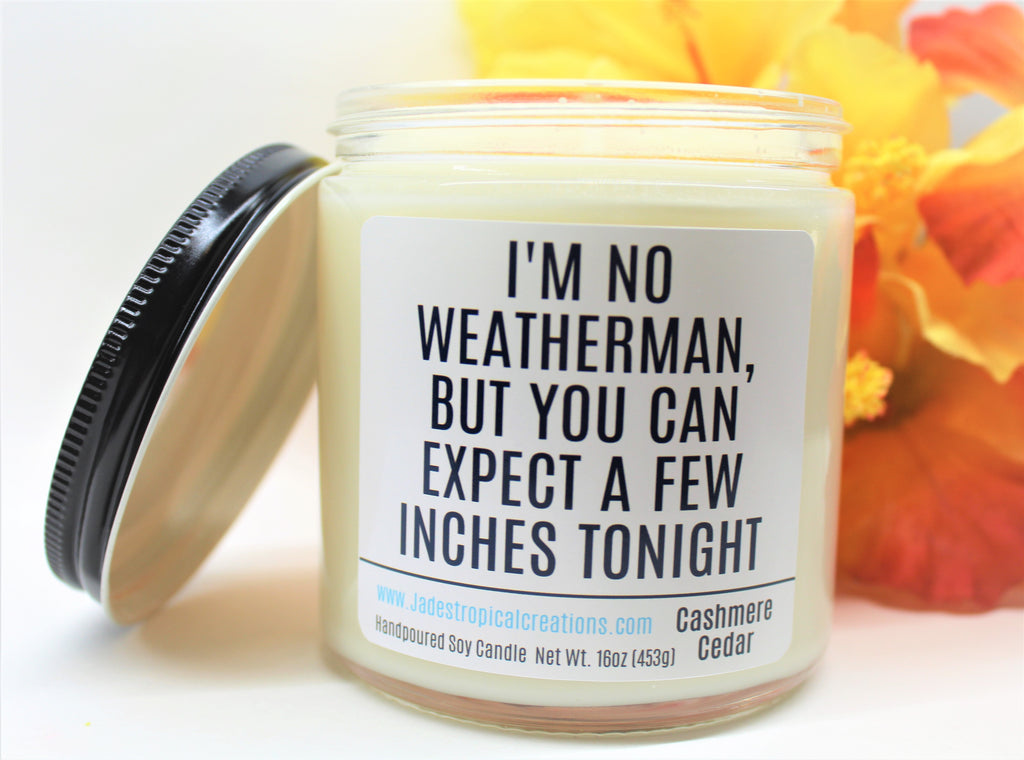 I'M NO
WEATHERMAN,
BUT YOU CAN
EXPECT A FEW
INCHES TONIGHT
www.Jadestropicalcreations.com
Handpoured Soy Candle Net Wt. 16oz (453g)
Cashmere
Cedar